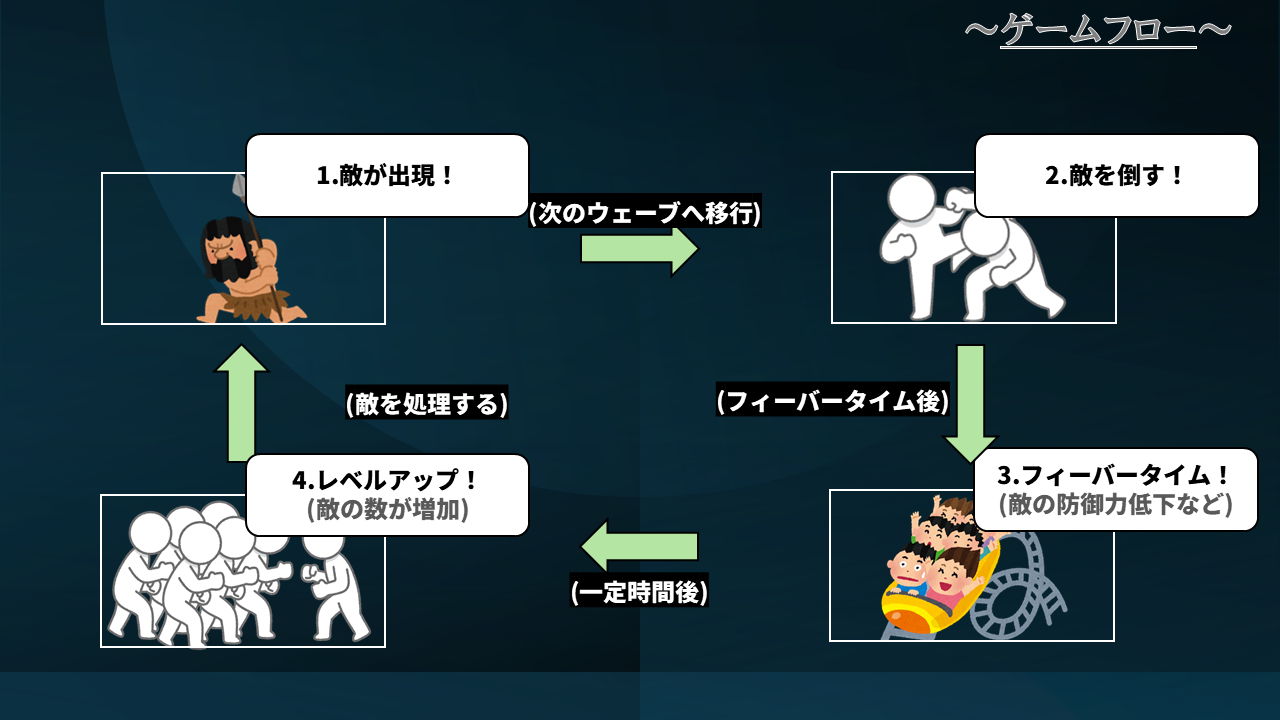 ～ゲームフロー～
1.敵が出現！
(次のウェーブへ移行)
2.敵を倒す！
(フィーバータイム後)
3.フィーバータイム！
(敵の防御力低下など)
(一定時間後)
4.レベルアップ！
(敵の数が増加)
(敵を処理する)